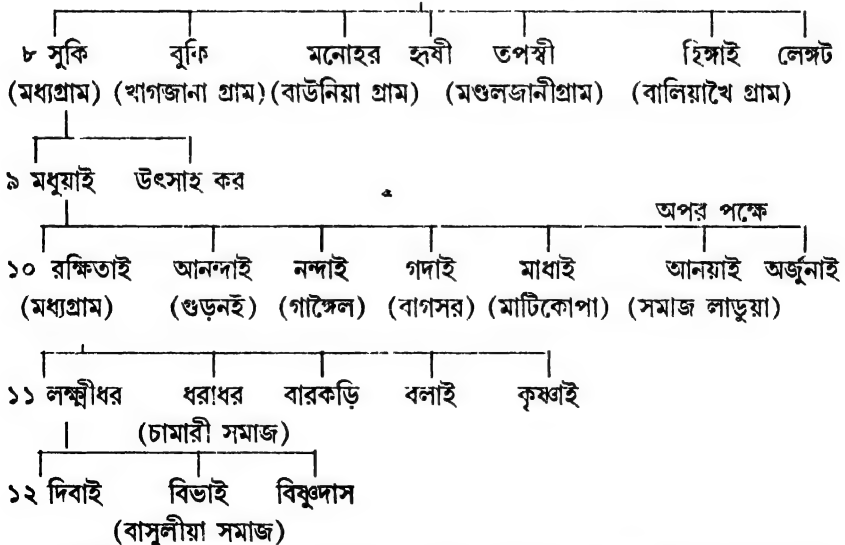 ৮ সুকি বুকি মনোহর হৃষী তপস্বী হিঙ্গাই লেঙ্গট
(মধ্যগ্রাম) (খাগজানা গ্রাম) (বাউনিয়া গ্রাম) (মণ্ডলজানীগ্রাম) (বালিয়াখৈ গ্রাম)
৯ মধুয়াই উৎসাহ কর
অপর পক্ষে
১০ রক্ষিতাই আনন্দাই নন্দাই গদাই মাধাই আনয়াই অর্জুনাই
(মধ্যগ্রাম) (গুড়নই) (গাঙ্গৈল) (বাগসর) (মাটিকোপা) (সমাজ লাডুয়া)
১১ লক্ষ্মীধর ধরাধর বারকড়ি বলাই কৃষ্ণাই
(চামারী সমাজ)
১২ দিবাই বিভাই বিষ্ণুদাস
(বাসুলীয়া সমাজ)